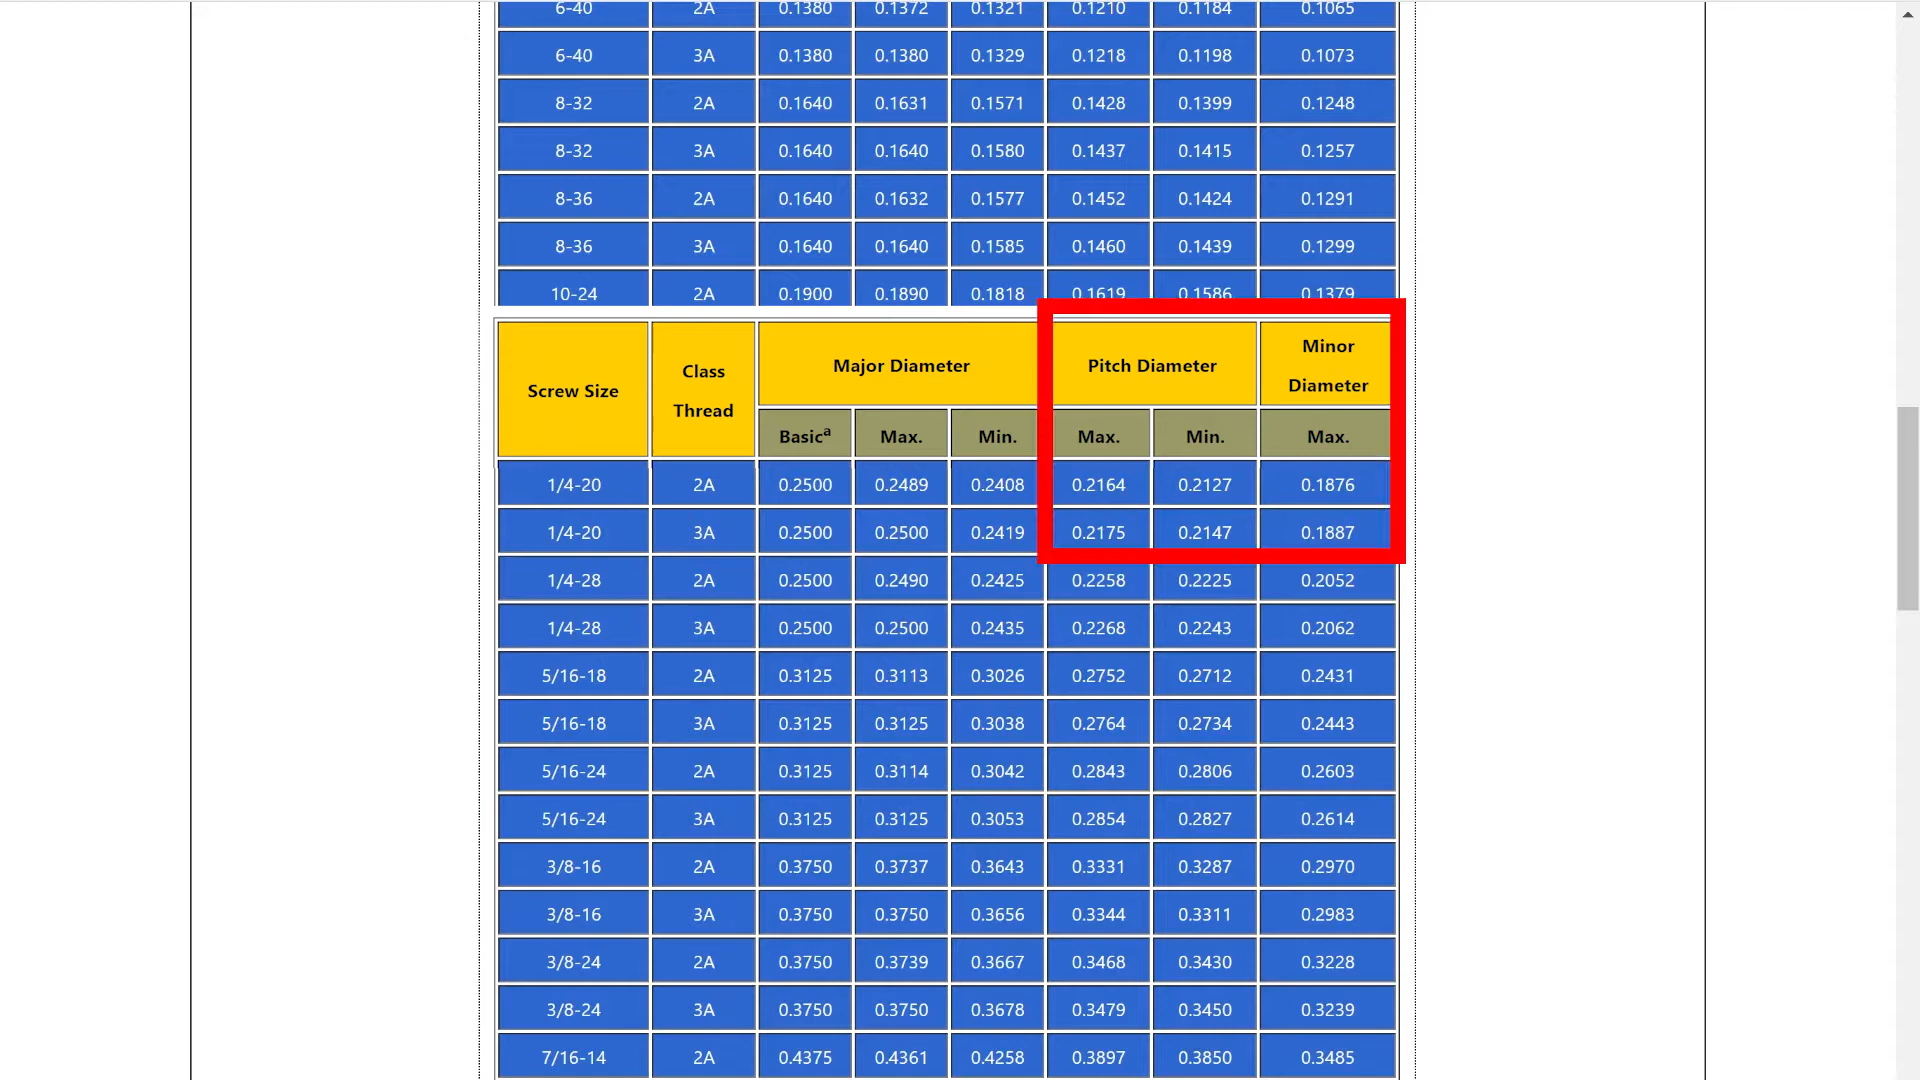 6-40 2A 0.1380 0.1372 0.1321 0.1210 0.1184 0.1065
6-40 3A 0.1380 0.1380 0.1329 0.1218 0.1198 0.1073
8-32 2A 0.1640 0.1631 0.1571 0.1428 0.1399 0.1248
8-32 3A 0.1640 0.1640 0.1580 0.1437 0.1415 0.1257
8-36 2A 0.1640 0.1632 0.1577 0.1452 0.1424 0.1291
8-36 3A 0.1640 0.1640 0.1585 0.1460 0.1439 0.1299
10-24 2A 0.1900 0.1890 0.1818 0.1619 0.1586 0.1379
Screw Size
Class
Thread
Major Diameter
Pitch Diameter
Minor
Diameter
Basicª Max. Min. Max. Min. Max.
1/4-20 2A 0.2500 0.2489 0.2408 0.2164 0.2127 0.1876
1/4-20 3A 0.2500 0.2500 0.2419 0.2175 0.2147 0.1887
1/4-28 2A 0.2500 0.2490 0.2425 0.2258 0.2225 0.2052
1/4-28 3A 0.2500 0.2500 0.2435 0.2268 0.2243 0.2062
5/16-18 2A 0.3125 0.3113 0.3026 0.2752 0.2712 0.2431
5/16-18 3A 0.3125 0.3125 0.3038 0.2764 0.2734 0.2443
5/16-24 2A 0.3125 0.3114 0.3042 0.2843 0.2806 0.2603
5/16-24 3A 0.3125 0.3125 0.3053 0.2854 0.2827 0.2614
3/8-16 2A 0.3750 0.3737 0.3643 0.3331 0.3287 0.2970
3/8-16 3A 0.3750 0.3750 0.3656 0.3344 0.3311 0.2983
3/8-24 2A 0.3750 0.3739 0.3667 0.3468 0.3430 0.3228
3/8-24 3A 0.3750 0.3750 0.3678 0.3479 0.3450 0.3239
7/16-14 2A 0.4375 0.4361 0.4258 0.3897 0.3850 0.3485